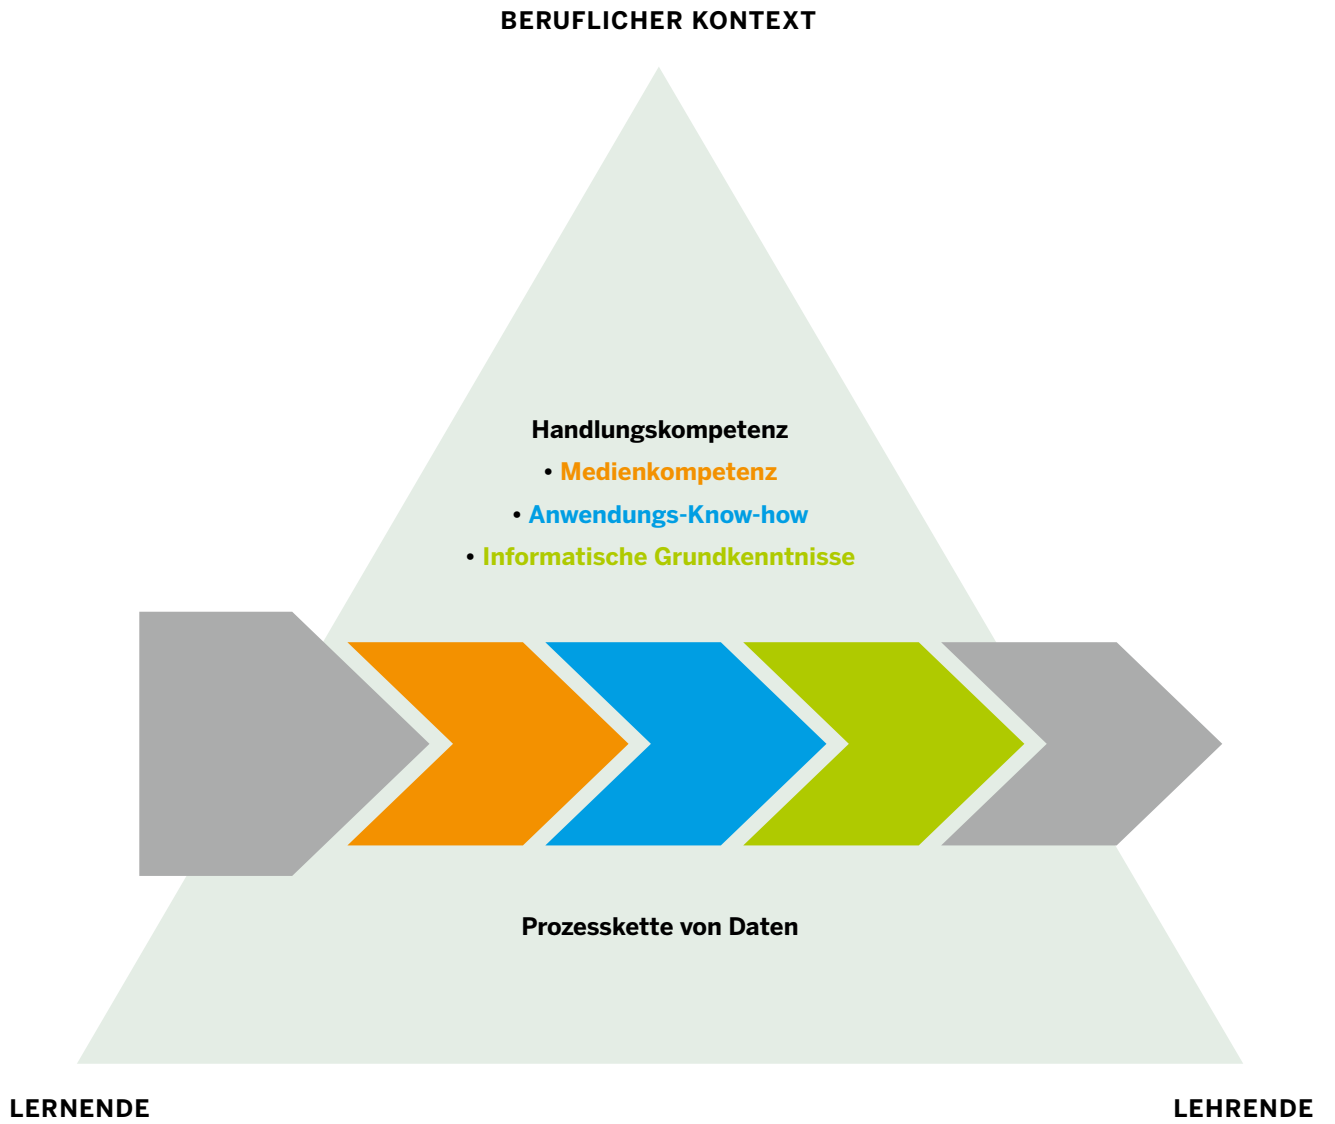 BERUFLICHER KONTEXT
Handlungskompetenz
• Medienkompetenz
• Anwendungs-Know-how
• Informatische Grundkenntnisse
Prozesskette von Daten
LERNENDE
LEHRENDE